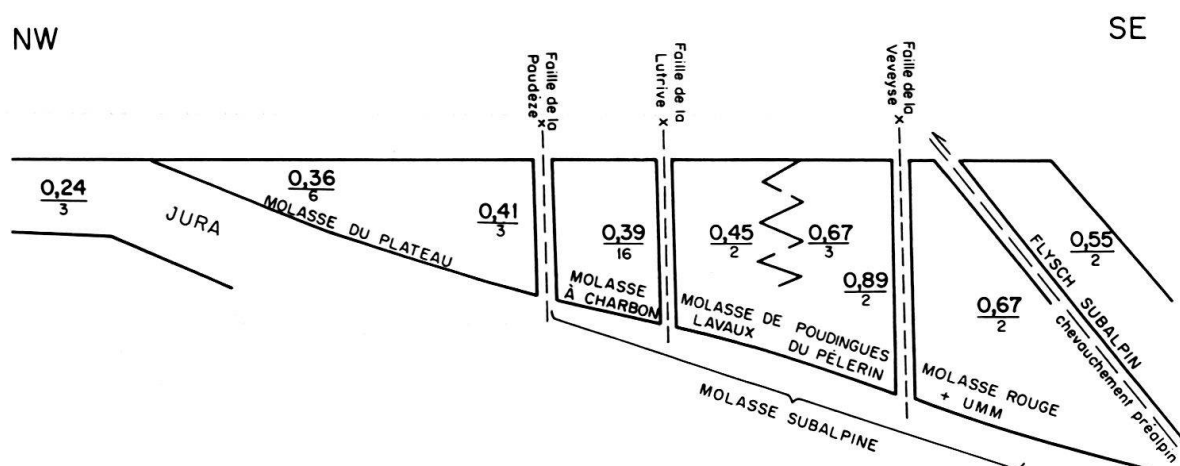 NW
SE
Faille de la
Paudèze x
Faille de la
Lutrive x
Faille de la
Veveyse x
0,24
3
JURA
0,36
6
MOLASSE DU PLATEAU
0,41
3
0,39
16
MOLASSE
À CHARBON
0,45
2
0,67
3
0,89
2
MOLASSE DE POUDINGUES
LAVAUX DU PÈLERIN
0,67
2
MOLASSE ROUGE
+ UMM
0,55
2
FLYSCH SUBALPIN
chevauchement préalpin
MOLASSE SUBALPINE